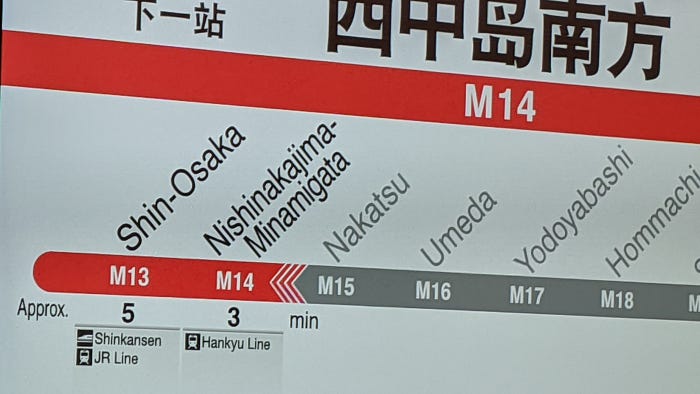 下一站
西中岛南方
M14
Shin-Osaka
Nishinakajima-
Minamigata
Nakatsu
Umeda
Yodoyabashi
Hommachi
M13 M14 M15 M16 M17 M18 M
Approx. 5 3 min
Shinkansen
JR Line
Hankyu Line